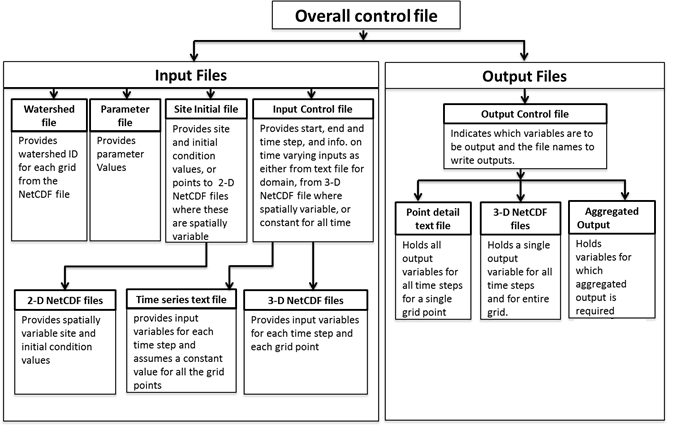 Overall control file
Input Files
Watershed
file
Provides
watershed ID
for each grid
from the
NetCDF file
Parameter
file
Provides
parameter
Values
Site Initial file
Provides site
and initial
condition
values, or
points to 2-D
NetCDF files
where these
are spatially
variable
Input Control file
Provides start, end and
time step, and info. on
time varying inputs as
either from text file for
domain, from 3-D
NetCDF file where
spatially variable, or
constant for all time
2-D NetCDF files
Provides spatially
variable site and
initial condition
values
Time series text file
provides input
variables for each
time step and
assumes a constant
value for all the grid
points
3-D NetCDF files
Provides input variables
for each time step and
each grid point
Output Files
Output Control file
Indicates which variables are to
be output and the file names to
write outputs.
Point detail
text file
Holds all
output
variables for
all time steps
for a single
grid point
3-D NetCDF
files
Holds a single
output
variable for all
time steps
and for entire
grid.
Aggregated
Output
Holds
variables for
which
aggregated
output is
required